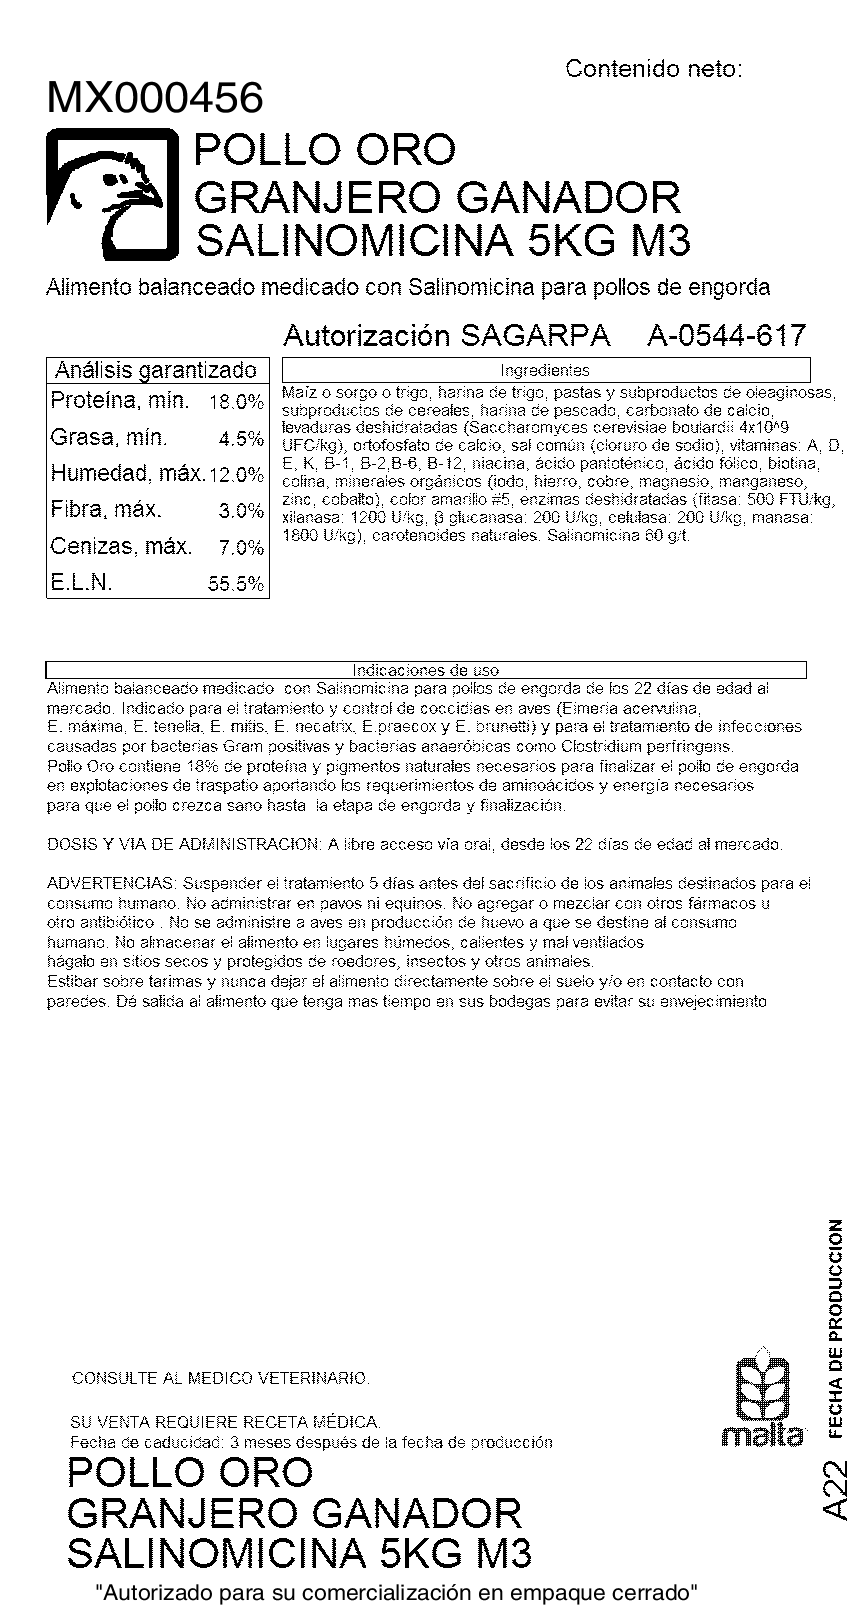 Contenido neto:
MX000456
POLLO ORO
GRANJERO GANADOR
SALINOMICINA 5KG M3
Alimento balanceado medicado con Salinomicina para pollos de engorda
Autorización SAGARPA A-0544-617
Análisis garantizado
Proteína, mín. 18.0%
Grasa, mín. 4.5%
Humedad, máx. 12.0%
Fibra, máx. 3.0%
Cenizas, máx. 7.0%
E.L.N. 55.5%
Ingredientes
Maíz o sorgo o trigo, harina de trigo, pastas y subproductos de oleaginosas,
subproductos de cereales, harina de pescado, carbonato de calcio,
levaduras deshidratadas (Saccharomyces cerevisiae boulardii 4x10^9
UFC/kg), ortofosfato de calcio, sal común (cloruro de sodio), vitaminas: A, D,
E, K, B-1, B-2,B-6, B-12, niacina, ácido pantoténico, ácido fólico, biotina,
colina, minerales orgánicos (iodo, hierro, cobre, magnesio, manganeso,
zinc, cobalto), color amarillo #5, enzimas deshidratadas (fitasa: 500 FTU/kg,
xilanasa: 1200 U/kg, β glucanasa: 200 U/kg, celulasa: 200 U/kg, manasa:
1800 U/kg), carotenoides naturales. Salinomicina 60 g/t.
Indicaciones de uso
Alimento balanceado medicado con Salinomicina para pollos de engorda de los 22 días de edad al
mercado. Indicado para el tratamiento y control de coccidias en aves (Eimeria acervulina,
E. máxima, E. tenella, E. mitis, E. necatrix, E.praecox y E. brunetti) y para el tratamiento de infecciones
causadas por bacterias Gram positivas y bacterias anaeróbicas como Clostridium perfringens.
Pollo Oro contiene 18% de proteína y pigmentos naturales necesarios para finalizar el pollo de engorda
en explotaciones de traspatio aportando los requerimientos de aminoácidos y energía necesarios
para que el pollo crezca sano hasta la etapa de engorda y finalización.
DOSIS Y VIA DE ADMINISTRACION: A libre acceso vía oral, desde los 22 días de edad al mercado.
ADVERTENCIAS: Suspender el tratamiento 5 días antes del sacrificio de los animales destinados para el
consumo humano. No administrar en pavos ni equinos. No agregar o mezclar con otros fármacos u
otro antibiótico . No se administre a aves en producción de huevo a que se destine al consumo
humano. No almacenar el alimento en lugares húmedos, calientes y mal ventilados
hágalo en sitios secos y protegidos de roedores, insectos y otros animales.
Estibar sobre tarimas y nunca dejar el alimento directamente sobre el suelo y/o en contacto con
paredes. Dé salida al alimento que tenga mas tiempo en sus bodegas para evitar su envejecimiento
FECHA DE PRODUCCION
A22
CONSULTE AL MEDICO VETERINARIO.
malta
SU VENTA REQUIERE RECETA MÉDICA.
Fecha de caducidad: 3 meses después de la fecha de producción
POLLO ORO
GRANJERO GANADOR
SALINOMICINA 5KG M3
"Autorizado para su comercialización en empaque cerrado"